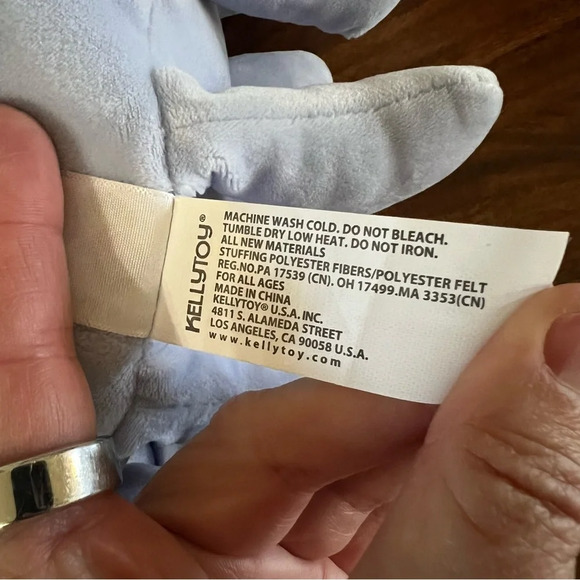 KELLYTOY®
MACHINE WASH COLD. DO NOT BLEACH.
TUMBLE DRY LOW HEAT. DO NOT IRON.
ALL NEW MATERIALS
STUFFING POLYESTER FIBERS/POLYESTER FELT
REG.NO.PA 17539 (CN). OH 17499.MA 3353(CN)
FOR ALL AGES
MADE IN CHINA
KELLYTOY® U.S.A. INC.
4811 S. ALAMEDA STREET
LOS ANGELES, CA 90058 U.S.A.
www.kellytoy.com